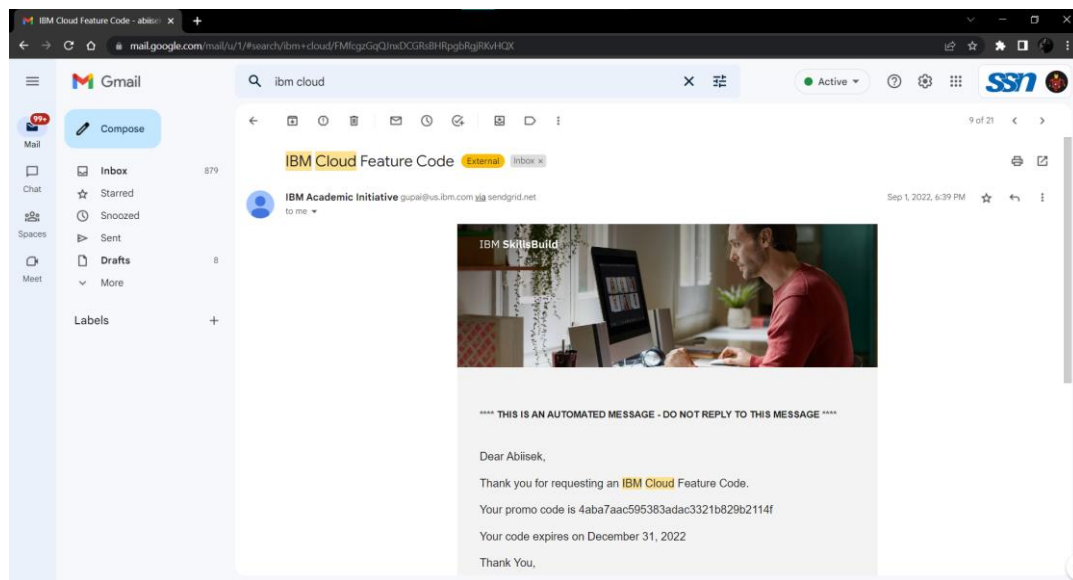 IBM Cloud Feature Code - abiise
mail.google.com/mail/u/1/#search/ibm+cloud/FMfcgzGqQJnxDCGRsBHRpgbRgjRKvHQX
Gmail
ibm cloud
Active
SSN
99+
Mail
Compose
9 of 21
Chat
Spaces
Meet
Inbox 879
Starred
Snoozed
Sent
Drafts 8
More
Labels
IBM Cloud Feature Code External Inbox x
IBM Academic Initiative gupai@us.ibm.com via sendgrid.net
Sep 1, 2022, 6:39 PM
to me
IBM SkillsBuild
**** THIS IS AN AUTOMATED MESSAGE - DO NOT REPLY TO THIS MESSAGE ****
Dear Abiisek,
Thank you for requesting an IBM Cloud Feature Code.
Your promo code is 4aba7aac595383adac3321b829b2114f
Your code expires on December 31, 2022
Thank You,